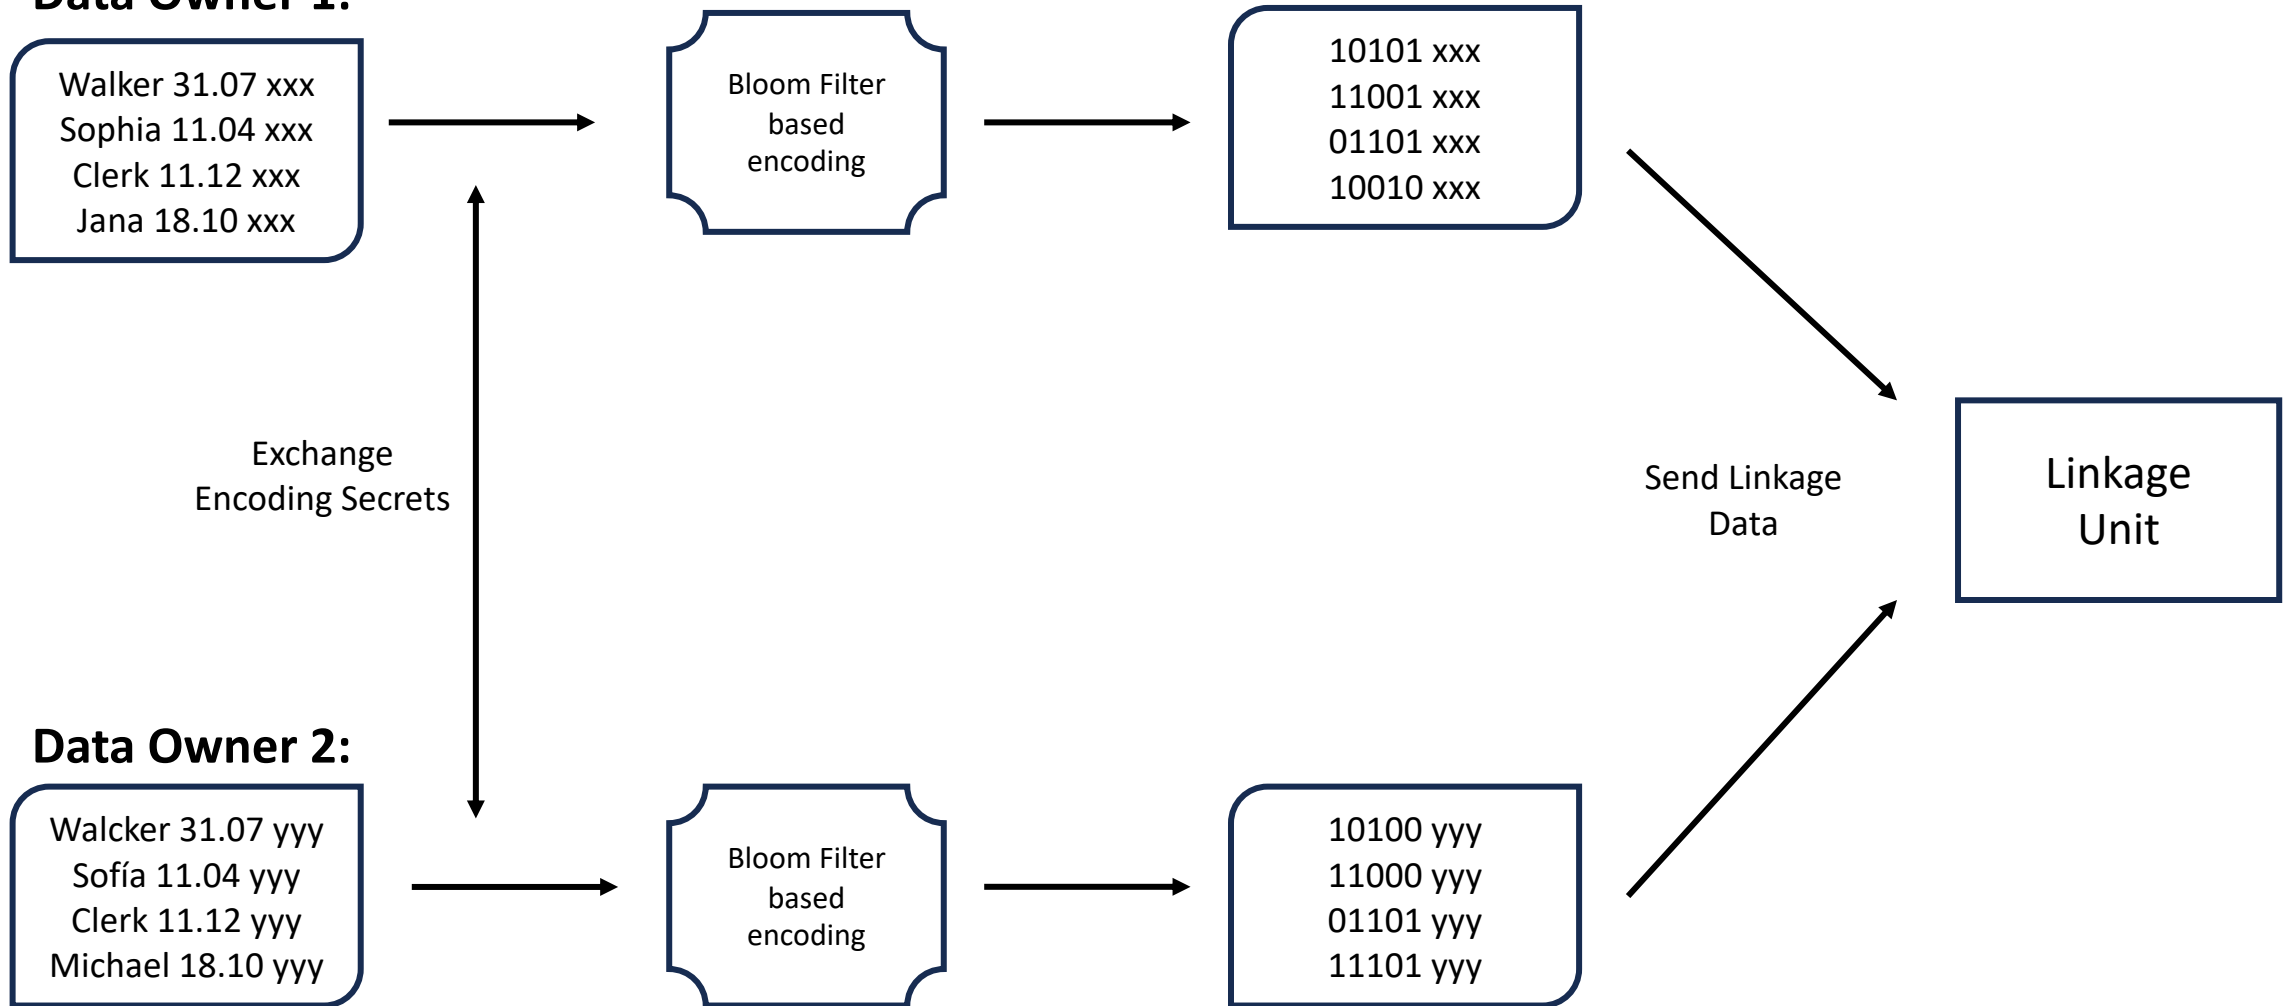 Data Owner 1:
Walker 31.07 xxx
Sophia 11.04 xxx
Clerk 11.12 xxx
Jana 18.10 xxx
Bloom Filter
based
encoding
10101 xxx
11001 xxx
01101 xxx
10010 xxx
Exchange
Encoding Secrets
Send Linkage
Data
Linkage
Unit
Data Owner 2:
Walcker 31.07 yyy
Sofía 11.04 yyy
Clerk 11.12 yyy
Michael 18.10 yyy
Bloom Filter
based
encoding
10100 yyy
11000 yyy
01101 yyy
11101 yyy